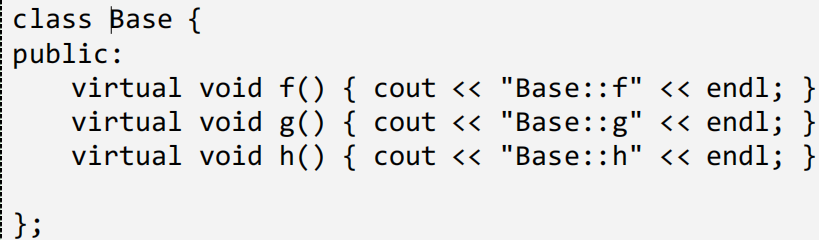 class Base {
public:
    virtual void f() { cout << "Base::f" << endl; }
    virtual void g() { cout << "Base::g" << endl; }
    virtual void h() { cout << "Base::h" << endl; }
};